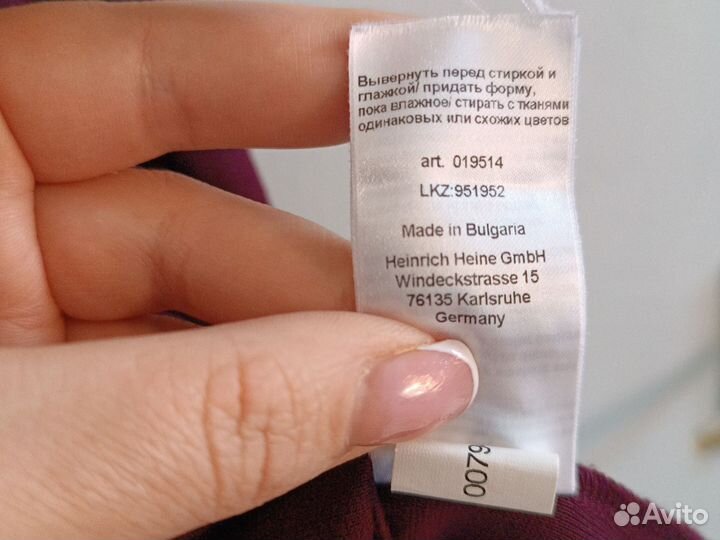 Вывернуть перед стиркой и
глажкой/ придать форму,
пока влажное/ стирать с тканями
одинаковых или схожих цветов
art. 019514
LKZ:951952
Made in Bulgaria
Heinrich Heine GmbH
Windeckstrasse 15
76135 Karlsruhe
Germany
0079
Avito